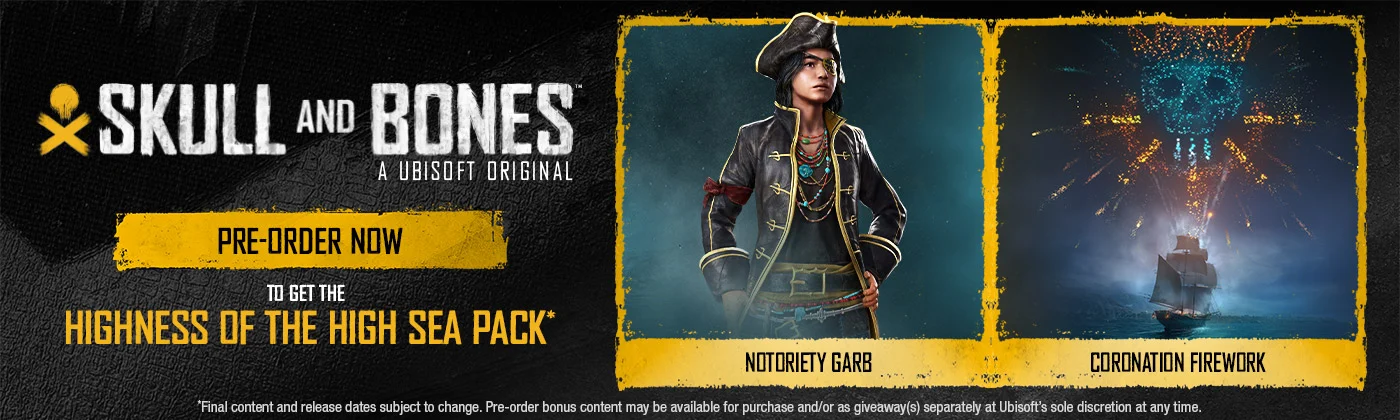 SKULL AND BONES™
A UBISOFT ORIGINAL
PRE-ORDER NOW
TO GET THE
HIGHNESS OF THE HIGH SEA PACK*
NOTORIETY GARB
CORONATION FIREWORK
*Final content and release dates subject to change. Pre-order bonus content may be available for purchase and/or as giveaway(s) separately at Ubisoft's sole discretion at any time.